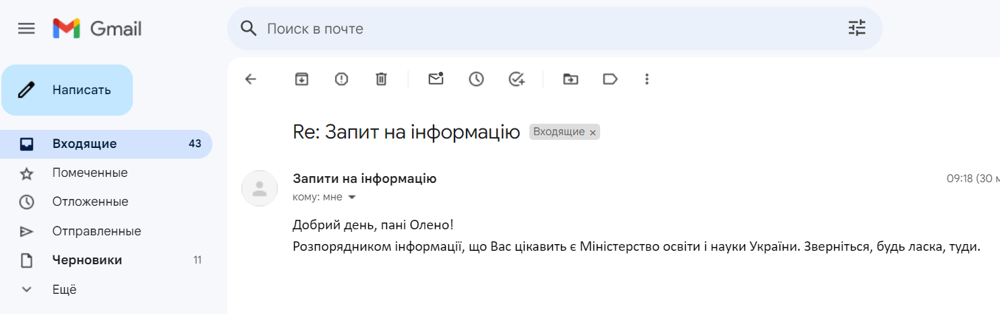 Gmail
Поиск в почте
Написать
Входящие 43
Помеченные
Отложенные
Отправленные
Черновики 11
Ещё
Re: Запит на інформацію Входящие ×
Запити на інформацію 09:18 (30
кому: мне
Добрий день, пані Олено!
Розпорядником інформації, що Вас цікавить є Міністерство освіти і науки України. Зверніться, будь ласка, туди.